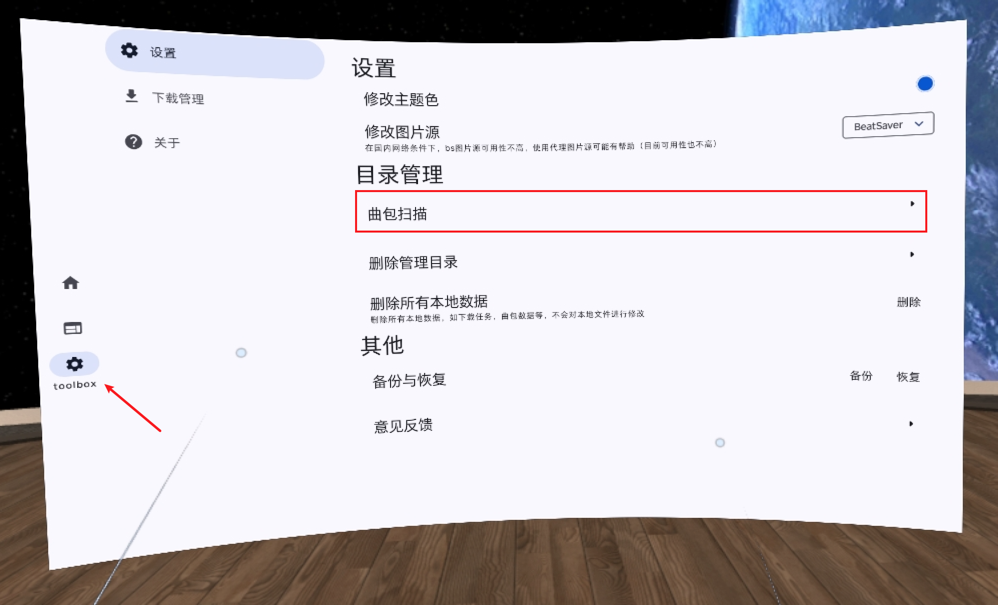 设置
下载管理
关于
toolbox
设置
修改主题色
修改图片源
在国内网络条件下，bs图片源可用性不高，使用代理图片源可能有帮助（目前可用性也不高）
BeatSaver
目录管理
曲包扫描
删除管理目录
删除所有本地数据
删除所有本地数据，如下载任务，曲包数据等，不会对本地文件进行修改
删除
其他
备份与恢复
备份 恢复
意见反馈